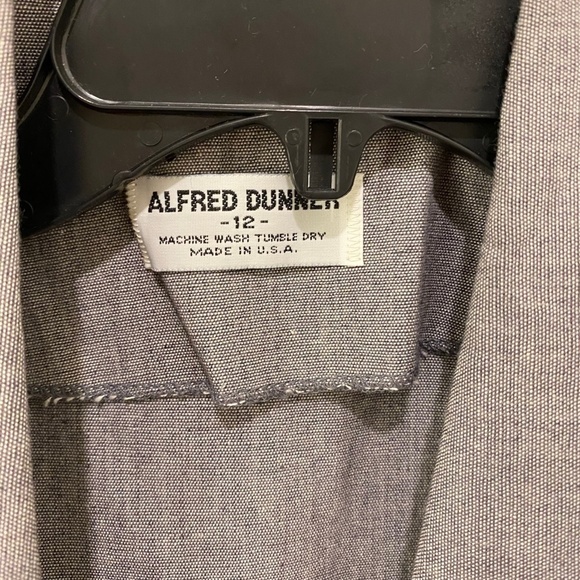 ALFRED DUNNER
- 12 -
MACHINE WASH TUMBLE DRY
MADE IN U.S.A.